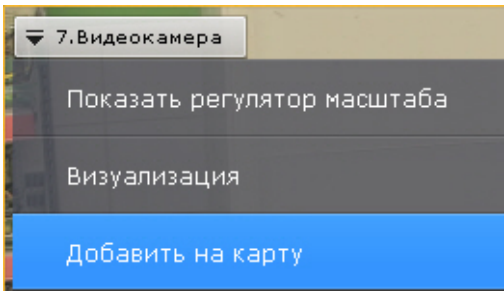 7.Видеокамера
Показать регулятор масштаба
Визуализация
Добавить на карту